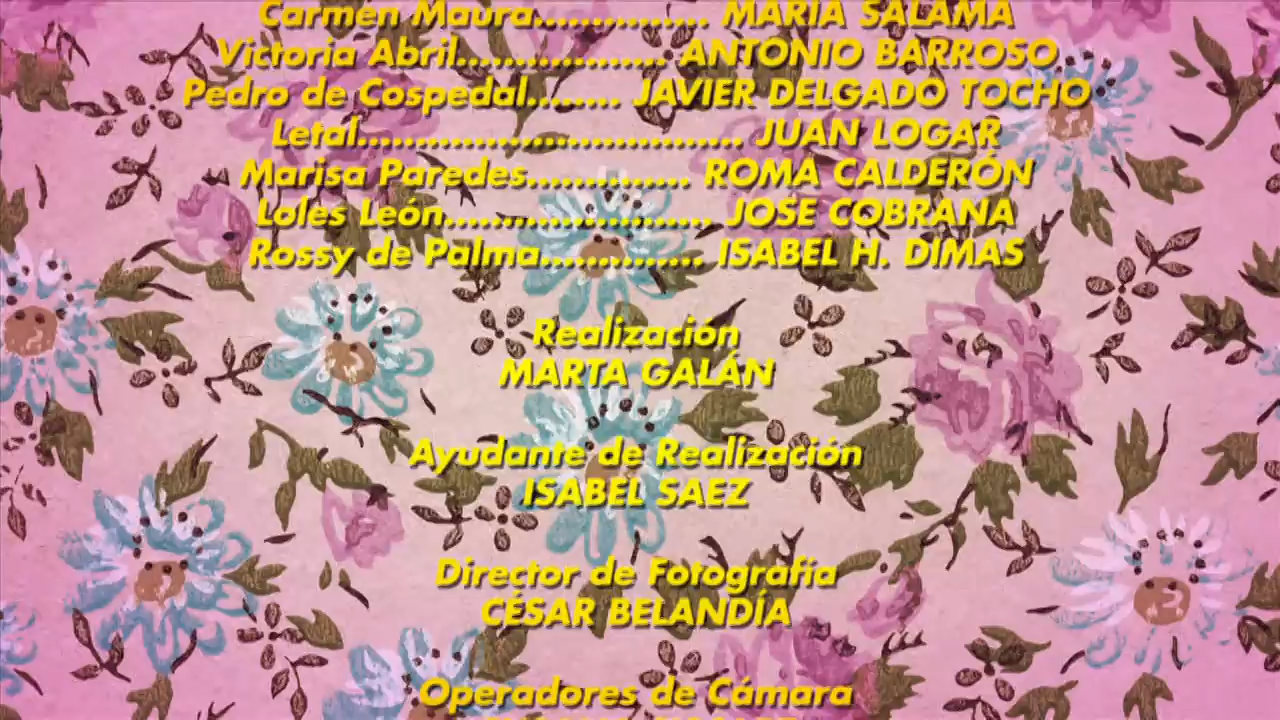 Carmen Maura............... MARÍA SALAMA
Victoria Abril.................. ANTONIO BARROSO
Pedro de Cospedal........ JAVIER DELGADO TOCHO
Letal................................. JUAN LOGAR
Marisa Paredes.............. ROMA CALDERÓN
Loles León....................... JOSE COBRANA
Rossy de Palma.............. ISABEL H. DIMAS
Realización
MARTA GALÁN
Ayudante de Realización
ISABEL SAEZ
Director de Fotografía
CÉSAR BELANDÍA
Operadores de Cámara